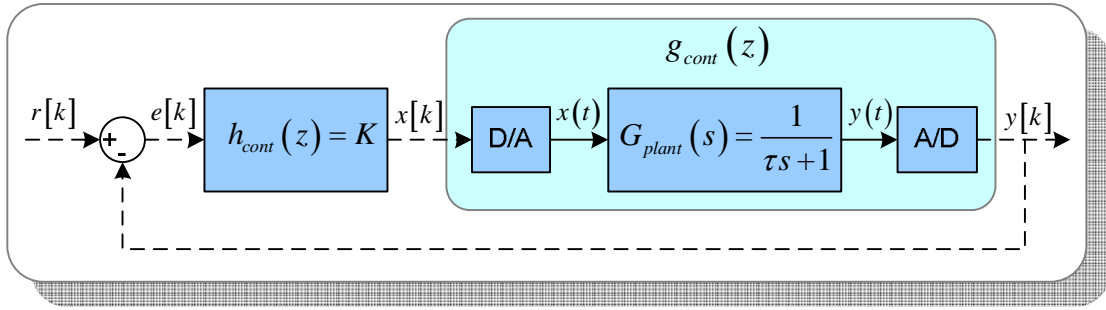 g_cont(z)
r[k]
+
-
e[k]
h_cont(z) = K
x[k]
D/A
x(t)
G_plant(s) = 1/(τs+1)
y(t)
A/D
y[k]